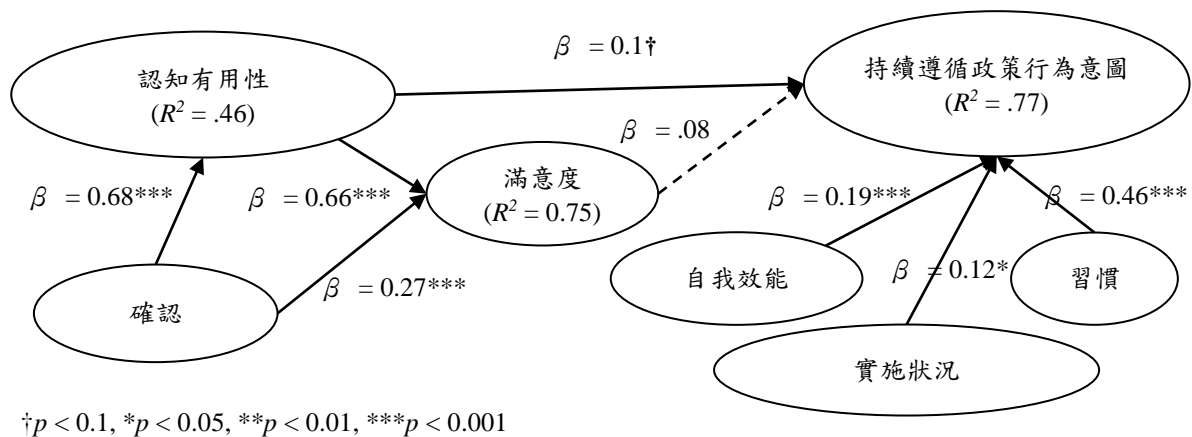 β = 0.1†
認知有用性
(R² = .46)
持續遵循政策行為意圖
(R² = .77)
β = .08
滿意度
(R² = 0.75)
β = 0.68***
β = 0.66***
β = 0.19***
β = 0.46***
自我效能
β = 0.12*
習慣
β = 0.27***
確認
實施狀況
†p < 0.1, *p < 0.05, **p < 0.01, ***p < 0.001